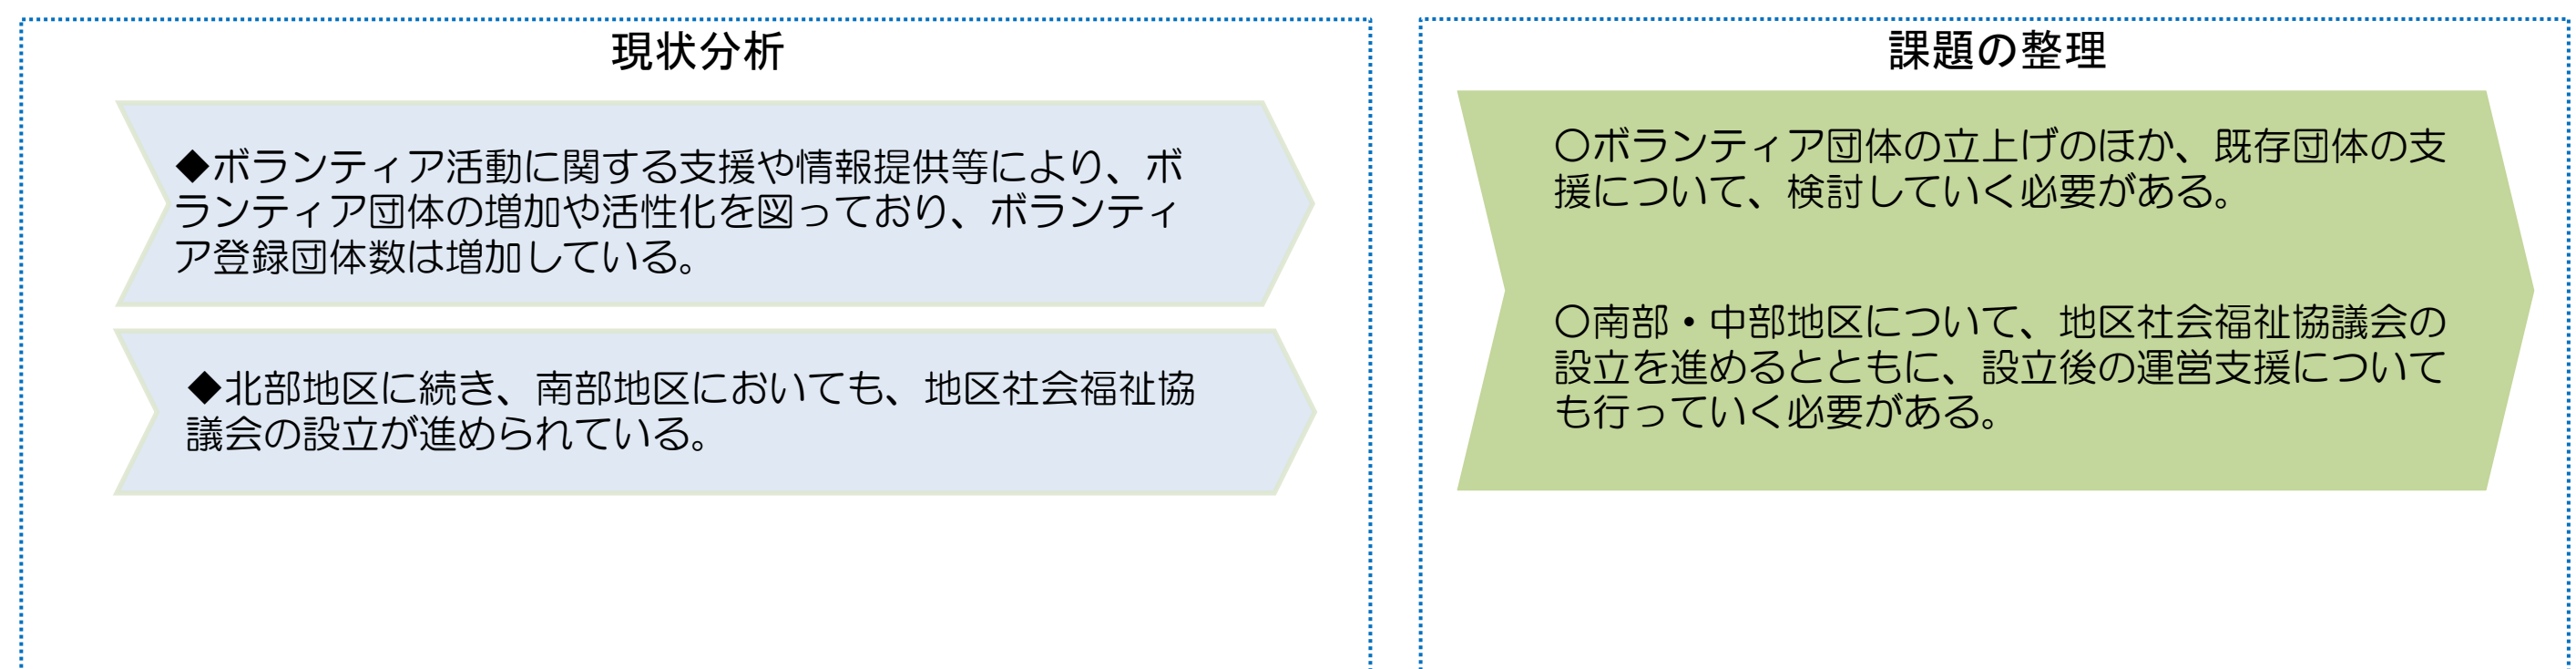 現状分析
◆ボランティア活動に関する支援や情報提供等により、ボ
ランティア団体の増加や活性化を図っており、ボランティ
ア登録団体数は増加している。
◆北部地区に続き、南部地区においても、地区社会福祉協
議会の設立が進められている。
課題の整理
〇ボランティア団体の立上げのほか、既存団体の支
援について、検討していく必要がある。
〇南部・中部地区について、地区社会福祉協議会の
設立を進めるとともに、設立後の運営支援について
も行っていく必要がある。